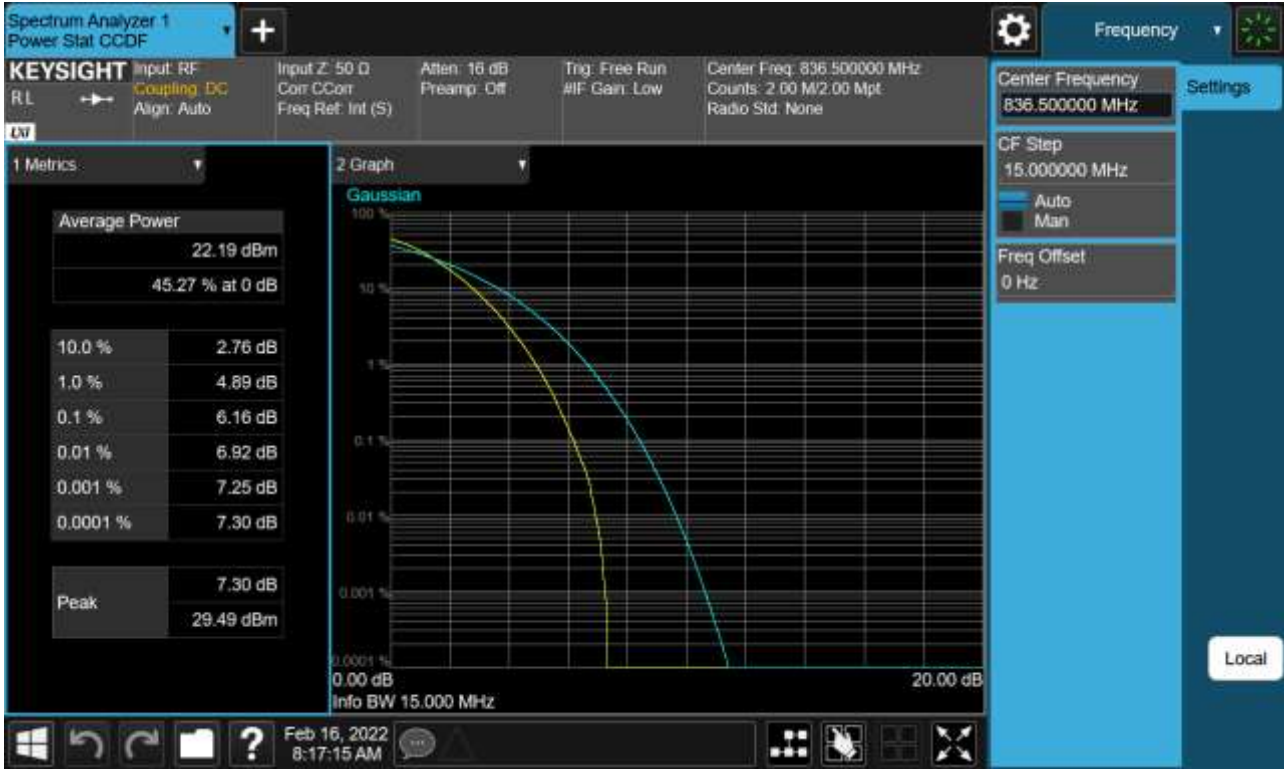 Spectrum Analyzer 1
Power Stat CCDF
+
Frequency
KEYSIGHT
RL
LXI
Input: RF
Coupling: DC
Align: Auto
Input Z: 50 Ω
Corr CCorr
Freq Ref: Int (S)
Atten: 16 dB
Preamp: Off
Trig: Free Run
#IF Gain: Low
Center Freq: 836.500000 MHz
Counts: 2.00 M/2.00 Mpt
Radio Std: None
Center Frequency
836.500000 MHz
Settings
CF Step
15.000000 MHz
Auto
Man
Freq Offset
0 Hz
1 Metrics
Average Power
22.19 dBm
45.27 % at 0 dB
10.0 % 2.76 dB
1.0 % 4.89 dB
0.1 % 6.16 dB
0.01 % 6.92 dB
0.001 % 7.25 dB
0.0001 % 7.30 dB
Peak
7.30 dB
29.49 dBm
2 Graph
Gaussian
100 %
10 %
1 %
0.1 %
0.01 %
0.001 %
0.0001 %
0.00 dB 20.00 dB
Info BW 15.000 MHz
Local
?
Feb 16, 2022
8:17:15 AM